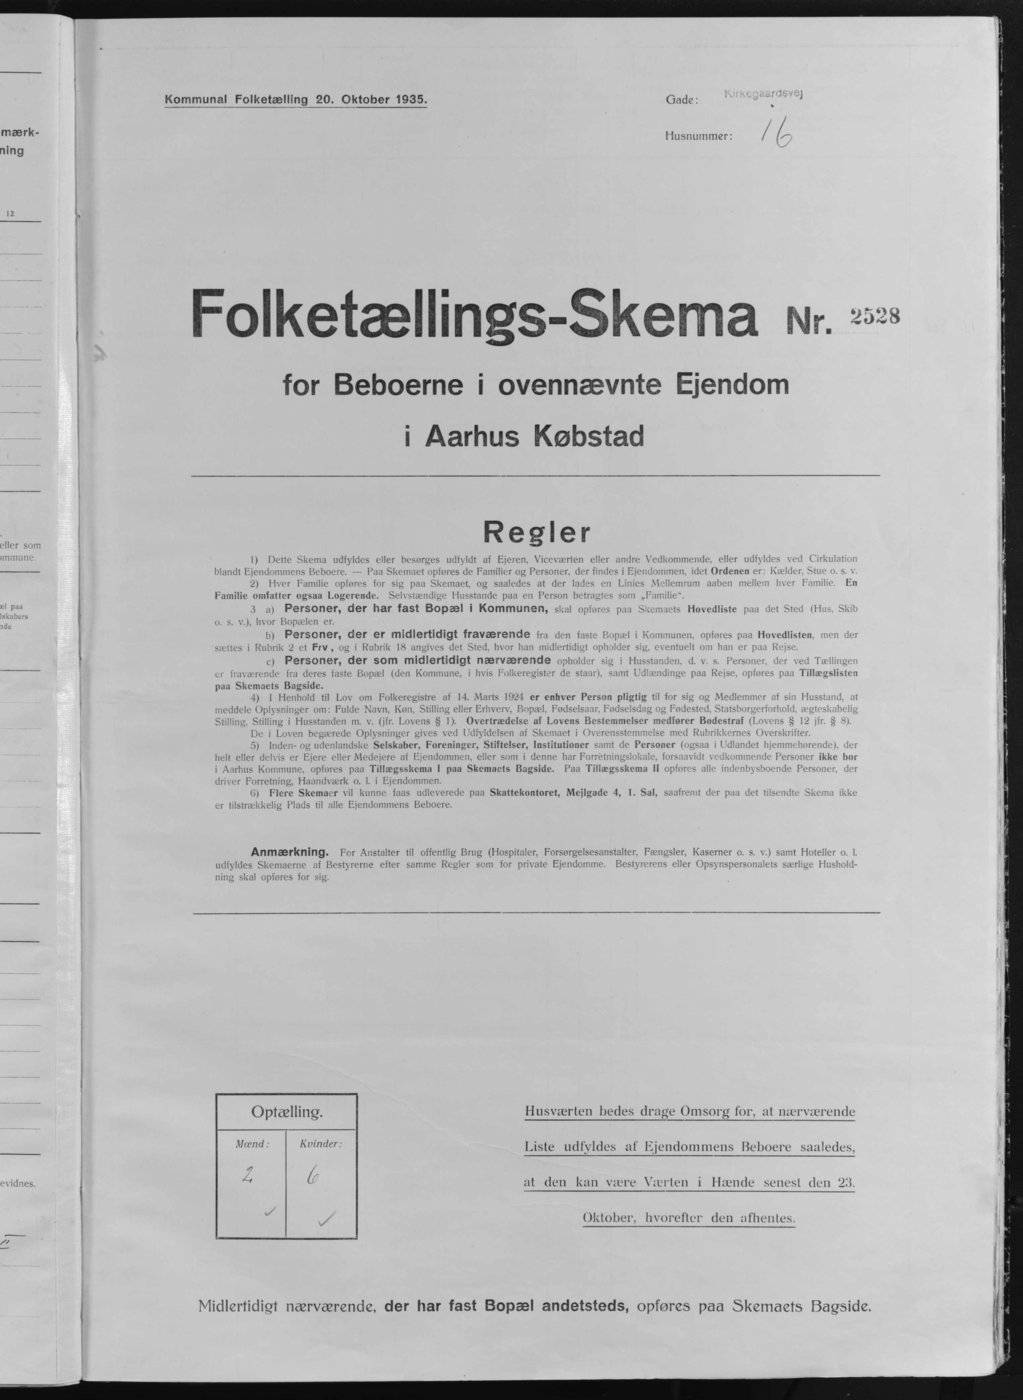 mærk-
ning
12
eller som
ommune.
el paa
lskabers
nde
evidnes.
Kommunal Folketælling 20. Oktober 1935.
Gade: Kirkegaardsvej
Husnummer: 16
Folketællings-Skema Nr. 2528
for Beboerne i ovennævnte Ejendom
i Aarhus Købstad
Regler
1) Dette Skema udfyldes eller besørges udfyldt af Ejeren, Viceværten eller andre Vedkommende, eller udfyldes ved Cirkulation
blandt Ejendommens Beboere. — Paa Skemaet opføres de Familier og Personer, der findes i Ejendommen, idet Ordenen er: Kælder, Stue o. s. v.
2) Hver Familie opføres for sig paa Skemaet, og saaledes at der lades en Linies Mellemrum aaben mellem hver Familie. En
Familie omfatter ogsaa Logerende. Selvstændige Husstande paa en Person betragtes som „Familie“.
3 a) Personer, der har fast Bopæl i Kommunen, skal opføres paa Skemaets Hovedliste paa det Sted (Hus, Skib
o. s. v.), hvor Bopælen er.
b) Personer, der er midlertidigt fraværende fra den faste Bopæl i Kommunen, opføres paa Hovedlisten, men der
sættes i Rubrik 2 et Frv, og i Rubrik 18 angives det Sted, hvor han midlertidigt opholder sig, eventuelt om han er paa Rejse.
c) Personer, der som midlertidigt nærværende opholder sig i Husstanden, d. v. s. Personer, der ved Tællingen
er fraværende fra deres faste Bopæl (den Kommune, i hvis Folkeregister de staar), samt Udlændinge paa Rejse, opføres paa Tillægslisten
paa Skemaets Bagside.
4) I Henhold til Lov om Folkeregistre af 14. Marts 1924 er enhver Person pligtig til for sig og Medlemmer af sin Husstand, at
meddele Oplysninger om: Fulde Navn, Køn, Stilling eller Erhverv, Bopæl, Fødselsaar, Fødselsdag og Fødested, Statsborgerforhold, ægteskabelig
Stilling, Stilling i Husstanden m. v. (jfr. Lovens § 1). Overtrædelse af Lovens Bestemmelser medfører Bødestraf (Lovens § 12 jfr. § 8).
De i Loven begærede Oplysninger gives ved Udfyldelsen af Skemaet i Overensstemmelse med Rubrikkernes Overskrifter.
5) Inden- og udenlandske Selskaber, Foreninger, Stiftelser, Institutioner samt de Personer (ogsaa i Udlandet hjemmehørende), der
helt eller delvis er Ejere eller Medejere af Ejendommen, eller som i denne har Forretningslokale, forsaavidt vedkommende Personer ikke bor
i Aarhus Kommune, opføres paa Tillægsskema I paa Skemaets Bagside. Paa Tillægsskema II opføres alle indenbysboende Personer, der
driver Forretning, Haandværk o. l. i Ejendommen.
6) Flere Skemaer vil kunne faas udleverede paa Skattekontoret, Mejlgade 4, 1. Sal, saafremt der paa det tilsendte Skema ikke
er tilstrækkelig Plads til alle Ejendommens Beboere.
Anmærkning. For Anstalter til offentlig Brug (Hospitaler, Forsørgelsesanstalter, Fængsler, Kaserner o. s. v.) samt Hoteller o. l.
udfyldes Skemaerne af Bestyrerne efter samme Regler som for private Ejendomme. Bestyrerens eller Opsynspersonalets særlige Hushold-
ning skal opføres for sig.
Optælling.
Mænd: Kvinder:
2 6
Husværten bedes drage Omsorg for, at nærværende
Liste udfyldes af Ejendommens Beboere saaledes,
at den kan være Værten i Hænde senest den 23.
Oktober, hvorefter den afhentes.
Midlertidigt nærværende, der har fast Bopæl andetsteds, opføres paa Skemaets Bagside.